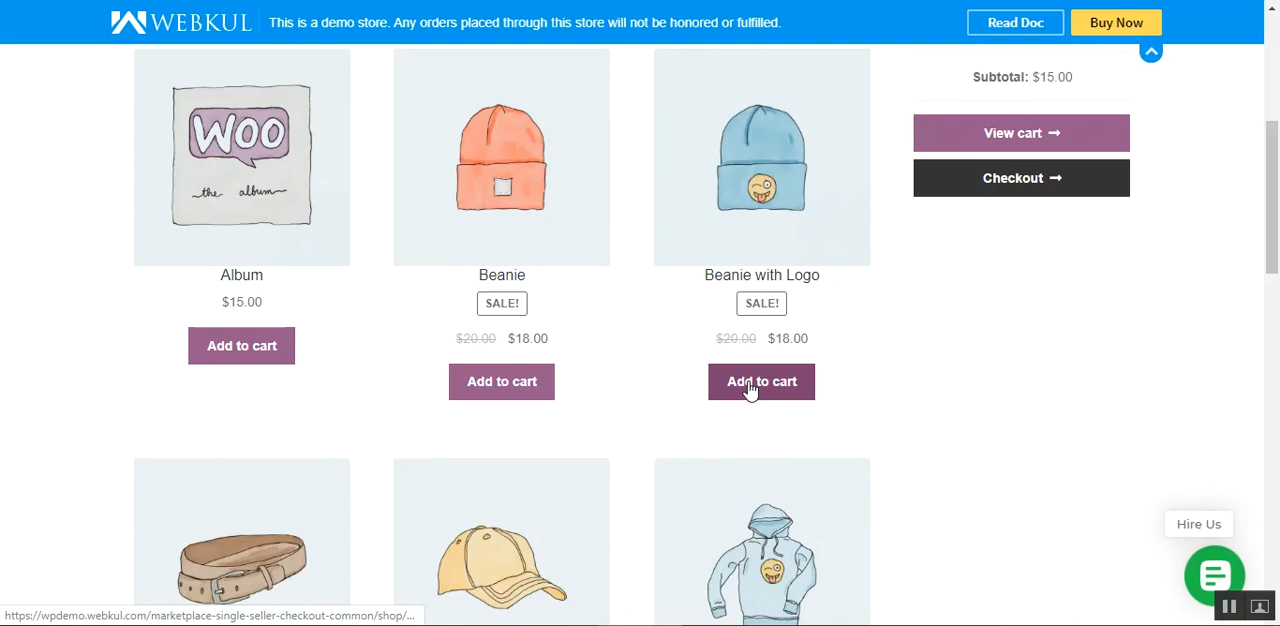 WEBKUL
This is a demo store. Any orders placed through this store will not be honored or fulfilled.
Read Doc
Buy Now
Subtotal: $15.00
View cart →
Checkout →
WOO
the album
Album
$15.00
Add to cart
Beanie
SALE!
$20.00 $18.00
Add to cart
Beanie with Logo
SALE!
$20.00 $18.00
Add to cart
Hire Us
https://wpdemo.webkul.com/marketplace-single-seller-checkout-common/shop/...